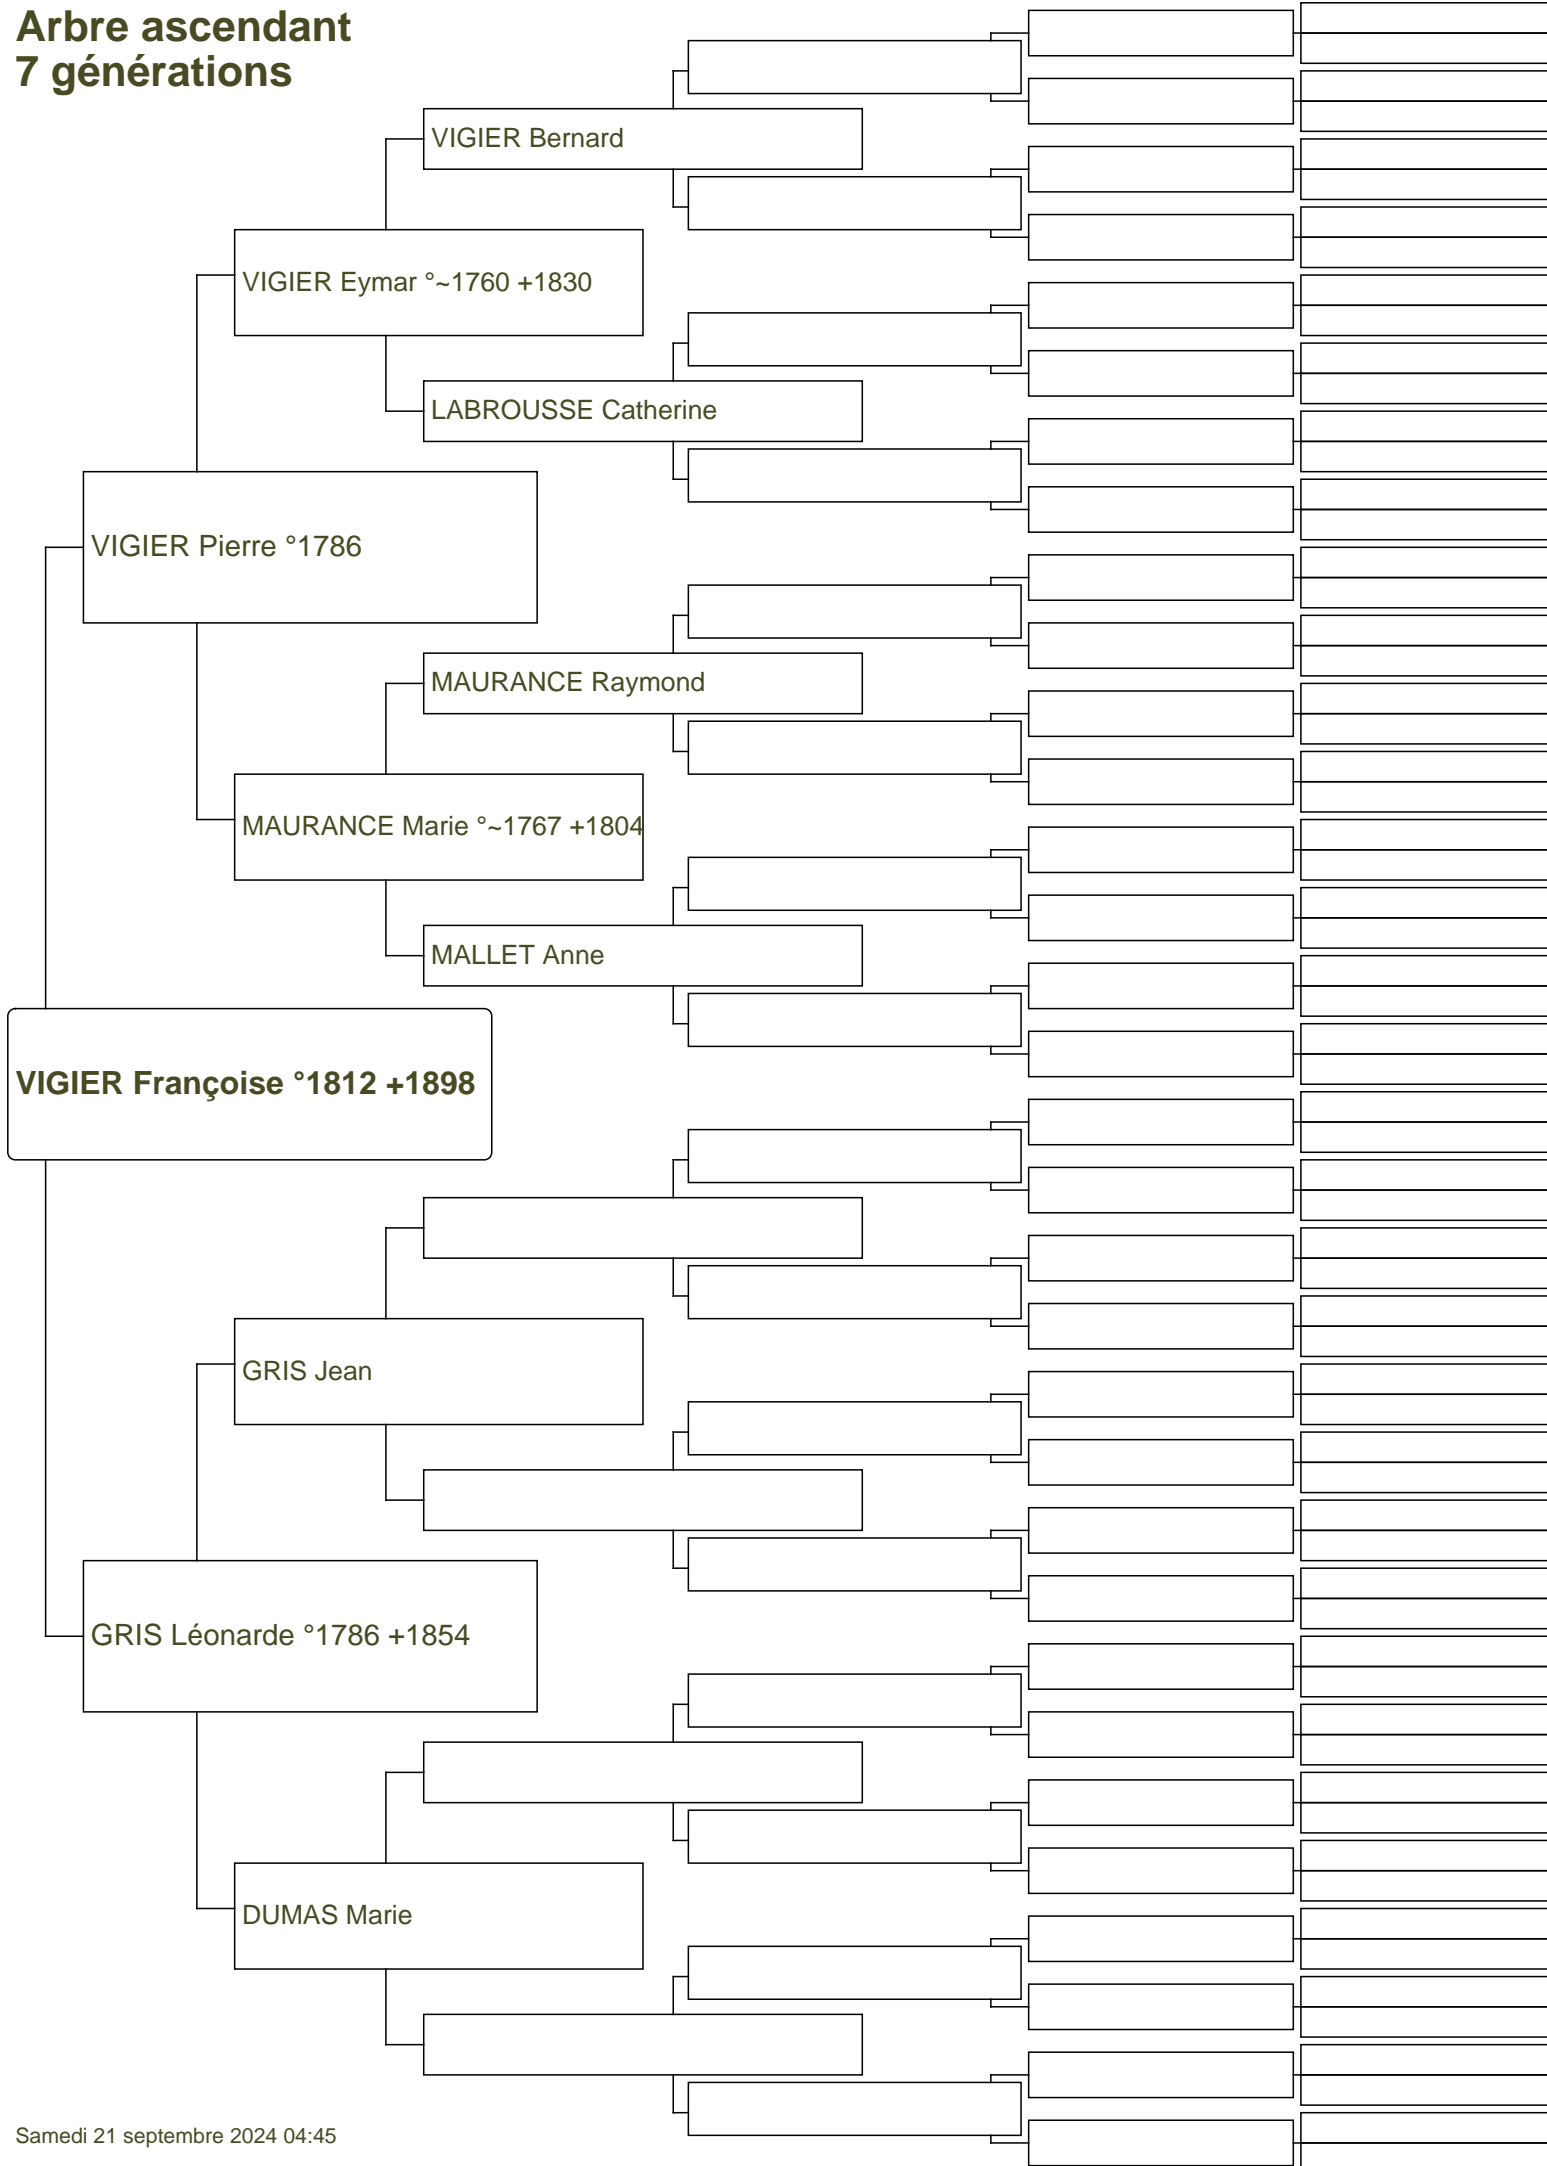 Arbre ascendant
7 générations
VIGIER Bernard
VIGIER Eymar °~1760 +1830
LABROUSSE Catherine
VIGIER Pierre °1786
MAURANCE Raymond
MAURANCE Marie °~1767 +1804
MALLET Anne
VIGIER Françoise °1812 +1898
GRIS Jean
GRIS Léonarde °1786 +1854
DUMAS Marie
Samedi 21 septembre 2024 04:45